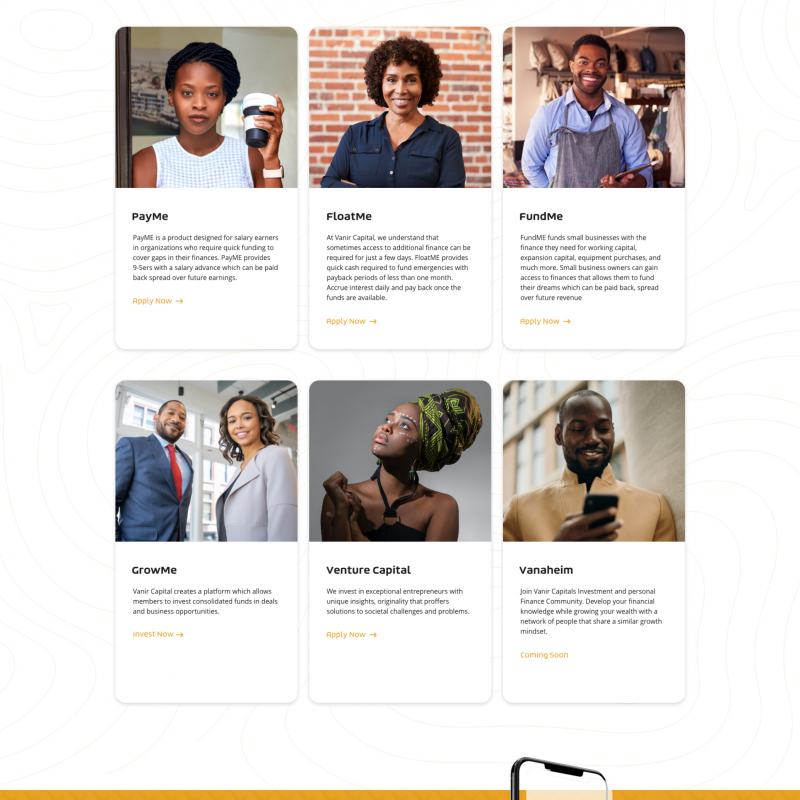 PayMe
PayME is a product designed for salary earners
in organizations who require quick funding to
cover gaps in their finances. PayME provides
9-5ers with a salary advance which can be paid
back spread over future earnings.
Apply Now →
FloatMe
At Vanir Capital, we understand that
sometimes access to additional finance can be
required for just a few days. FloatME provides
quick cash required to fund emergencies with
payback periods of less than one month.
Accrue interest daily and pay back once the
funds are available.
Apply Now →
FundMe
FundME funds small businesses with the
finance they need for working capital,
expansion capital, equipment purchases, and
much more. Small business owners can gain
access to finances that allows them to fund
their dreams which can be paid back, spread
over future revenue
Apply Now →
GrowMe
Vanir Capital creates a platform which allows
members to invest consolidated funds in deals
and business opportunities.
Invest Now →
Venture Capital
We invest in exceptional entrepreneurs with
unique insights, originality that proffers
solutions to societal challenges and problems.
Apply Now →
Vanaheim
Join Vanir Capitals Investment and personal
Finance Community. Develop your financial
knowledge while growing your wealth with a
network of people that share a similar growth
mindset.
Coming Soon